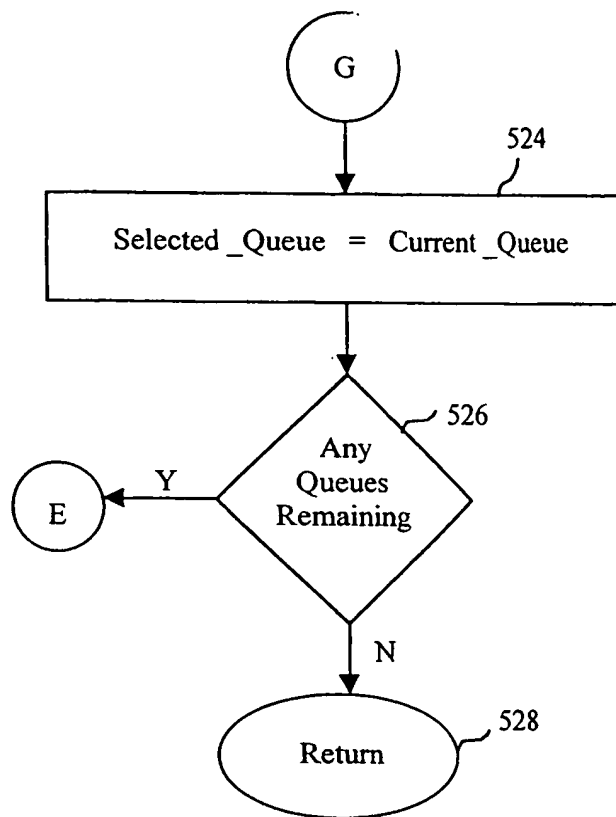 G
524
Selected _Queue = Current _Queue
526
Any
Queues
Remaining
Y
E
N
528
Return